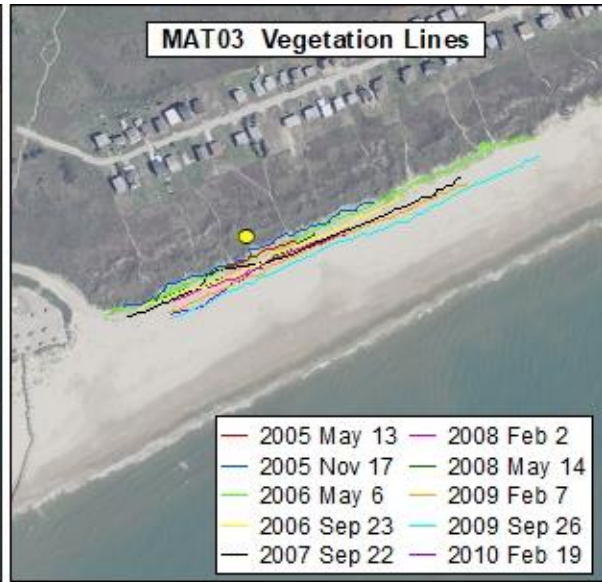 MAT03 Vegetation Lines
2005 May 13
2008 Feb 2
2005 Nov 17
2008 May 14
2006 May 6
2009 Feb 7
2006 Sep 23
2009 Sep 26
2007 Sep 22
2010 Feb 19